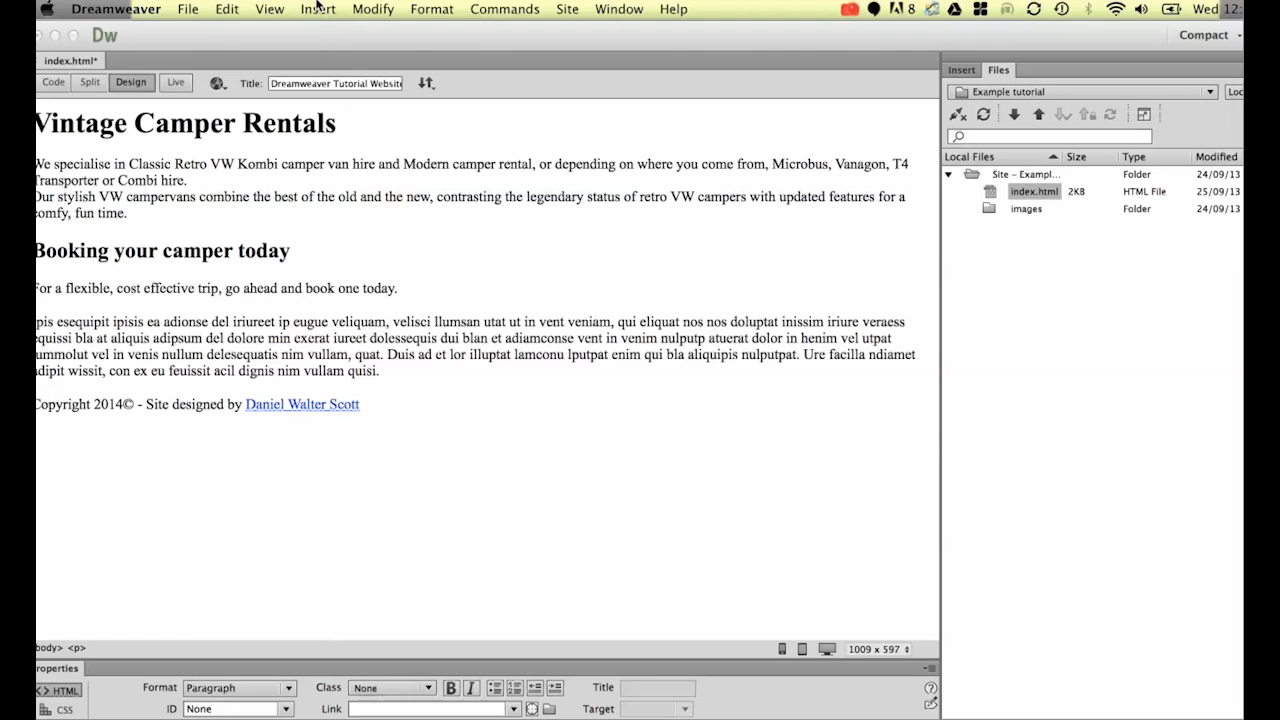 Dreamweaver File Edit View Insert Modify Format Commands Site Window Help 8 Wed 12:
Dw Compact
index.html*
Code Split Design Live Title: Dreamweaver Tutorial Website
Insert Files
Example tutorial Loc
Local Files Size Type Modified
Site – Exampl... Folder 24/09/13
index.html 2KB HTML File 25/09/13
images Folder 24/09/13
Vintage Camper Rentals
We specialise in Classic Retro VW Kombi camper van hire and Modern camper rental, or depending on where you come from, Microbus, Vanagon, T4
Transporter or Combi hire.
Our stylish VW campervans combine the best of the old and the new, contrasting the legendary status of retro VW campers with updated features for a
comfy, fun time.
Booking your camper today
For a flexible, cost effective trip, go ahead and book one today.
pis esequipit ipisis ea adionse del iriureet ip eugue veliquam, velisci llumsan utat ut in vent veniam, qui eliquat nos nos doluptat inissim iriure veraess
equissi bla at aliquis adipsum del dolore min exerat iureet dolessequis dui blan et adiamconse vent in venim nulputp atuerat dolor in henim vel utpat
ummolut vel in venis nullum delesequatis nim vullam, quat. Duis ad et lor illuptat lamconu lputpat enim qui bla aliquipis nulputpat. Ure facilla ndiamet
adipit wissit, con ex eu feuissit acil dignis nim vullam quisi.
Copyright 2014© - Site designed by Daniel Walter Scott
body> <p> 1009 x 597
roperties
<> HTML Format Paragraph Class None B I Title
CSS ID None Link Target